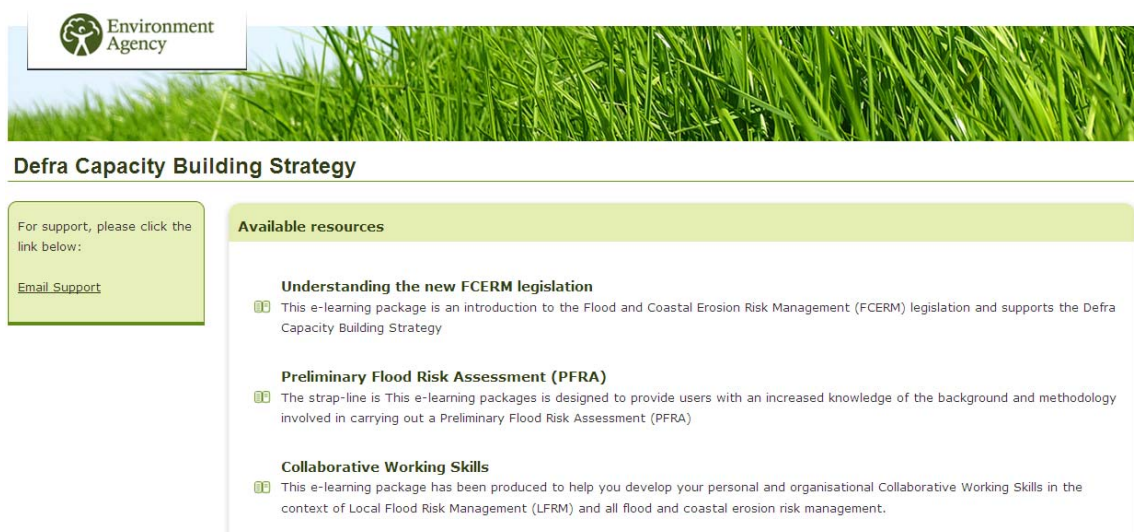 Environment
Agency
Defra Capacity Building Strategy
For support, please click the
link below:
Email Support
Available resources
Understanding the new FCERM legislation
This e-learning package is an introduction to the Flood and Coastal Erosion Risk Management (FCERM) legislation and supports the Defra
Capacity Building Strategy
Preliminary Flood Risk Assessment (PFRA)
The strap-line is This e-learning packages is designed to provide users with an increased knowledge of the background and methodology
involved in carrying out a Preliminary Flood Risk Assessment (PFRA)
Collaborative Working Skills
This e-learning package has been produced to help you develop your personal and organisational Collaborative Working Skills in the
context of Local Flood Risk Management (LFRM) and all flood and coastal erosion risk management.